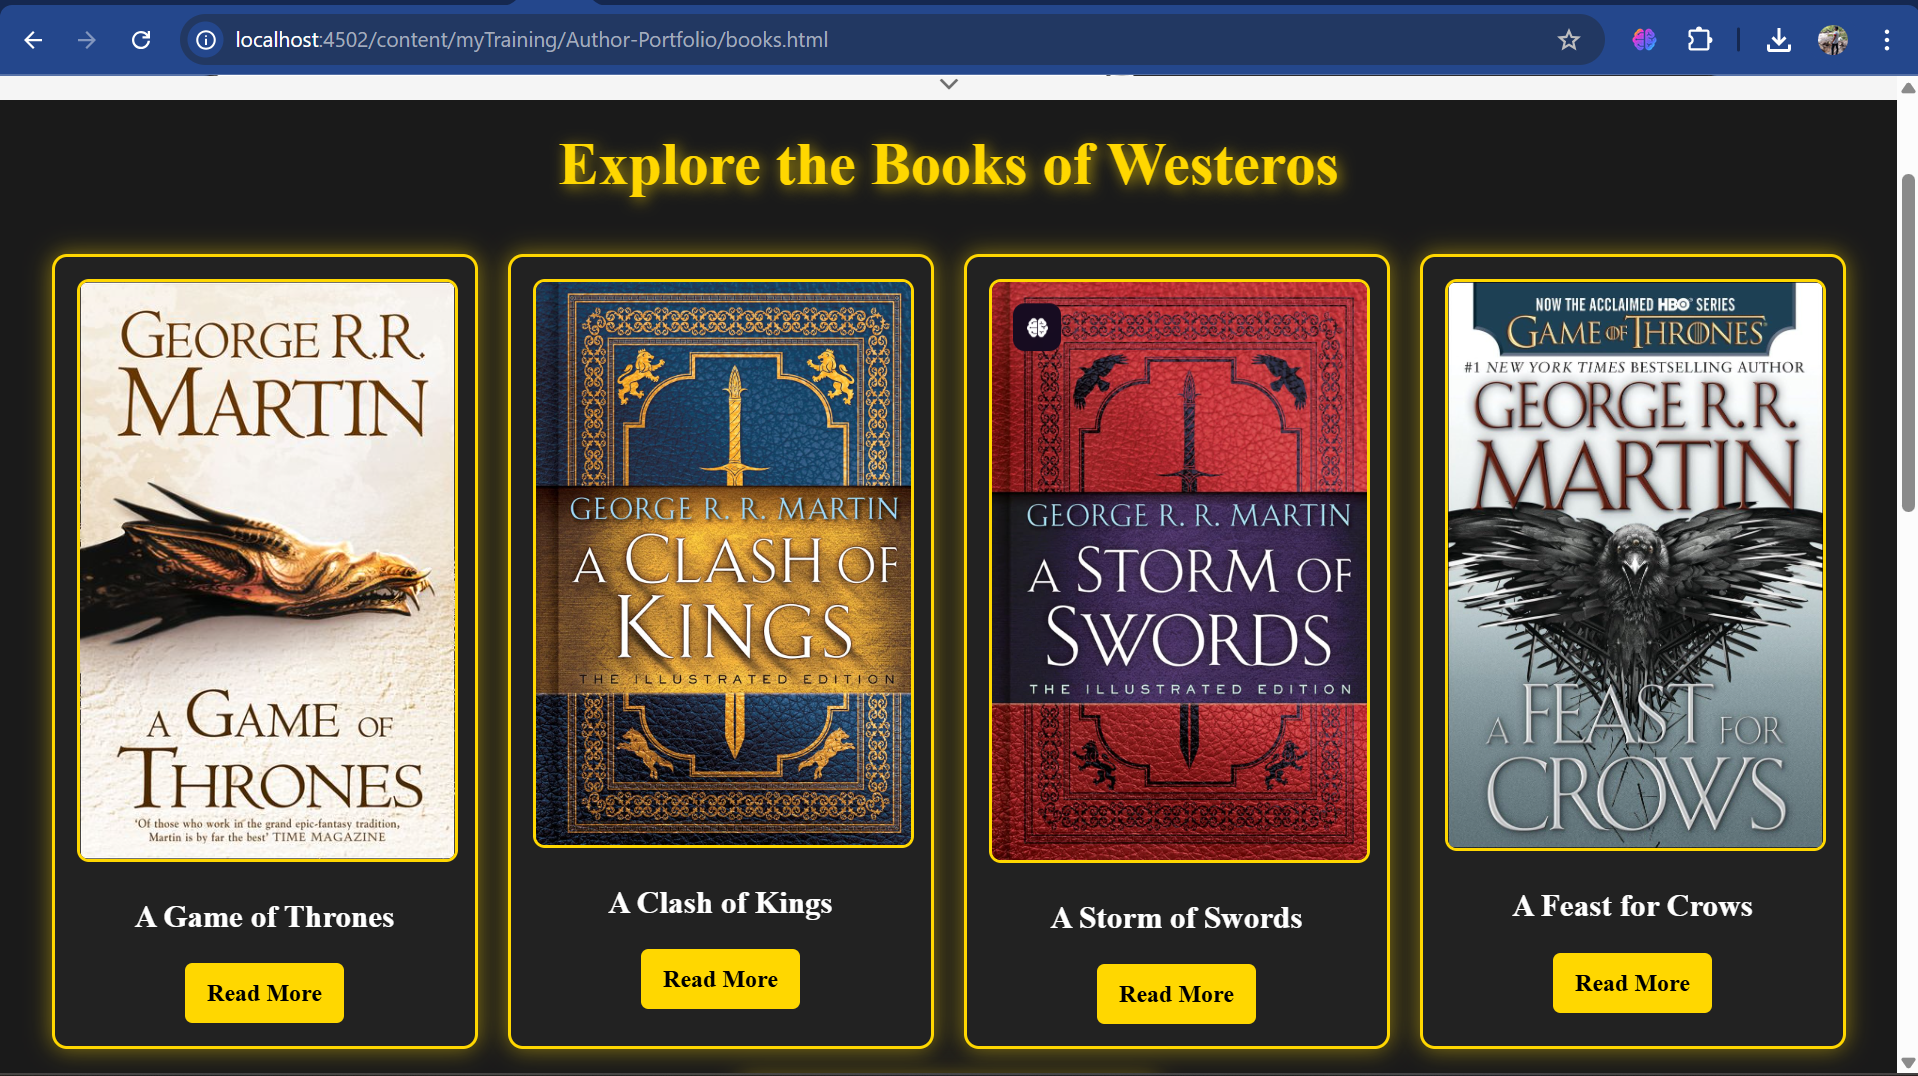 localhost:4502/content/myTraining/Author-Portfolio/books.html
Explore the Books of Westeros
GEORGE R.R.
MARTIN
A GAME OF
THRONES
'Of those who work in the grand epic-fantasy tradition,
Martin is by far the best' TIME MAGAZINE
A Game of Thrones
Read More
GEORGE R. R. MARTIN
A CLASH OF
KINGS
THE ILLUSTRATED EDITION
A Clash of Kings
Read More
GEORGE R. R. MARTIN
A STORM OF
SWORDS
THE ILLUSTRATED EDITION
A Storm of Swords
Read More
NOW THE ACCLAIMED HBO® SERIES
GAME OF THRONES®
#1 NEW YORK TIMES BESTSELLING AUTHOR
GEORGE R.R.
MARTIN
A FEAST FOR
CROWS
A Feast for Crows
Read More